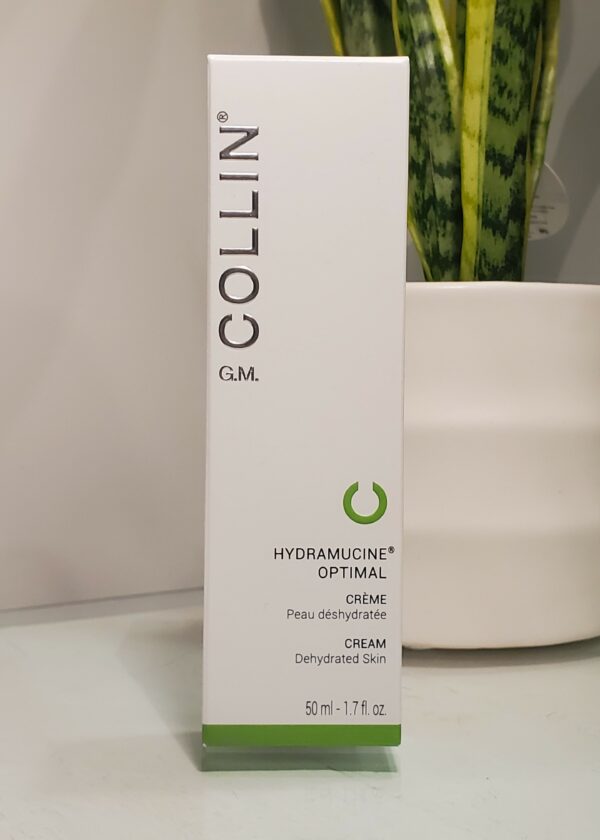 G.M. COLLIN®
HYDRAMUCINE®
OPTIMAL
CRÈME
Peau déshydratée
CREAM
Dehydrated Skin
50 ml - 1.7 fl. oz.